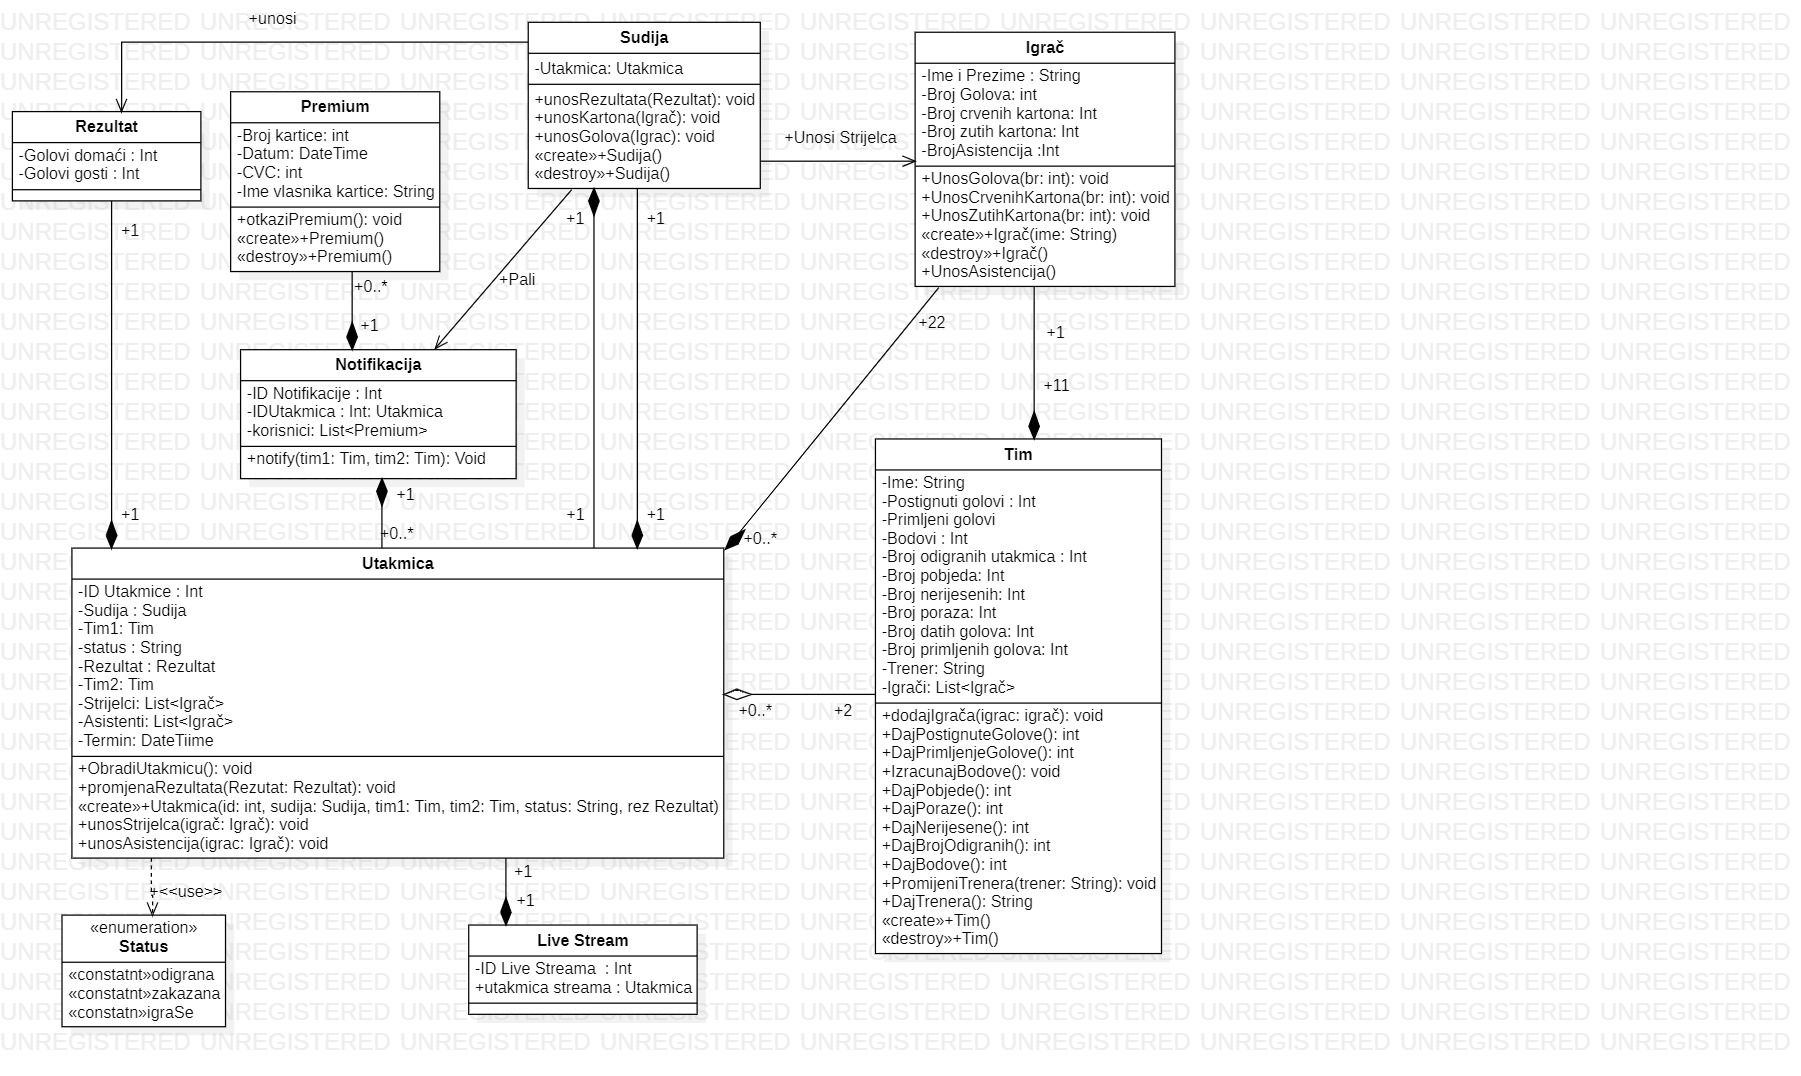 +unosi
Sudija
-Utakmica: Utakmica
+unosRezultata(Rezultat): void
+unosKartona(Igrač): void
+unosGolova(Igrac): void
«create»+Sudija()
«destroy»+Sudija()
Igrač
-Ime i Prezime : String
-Broj Golova: int
-Broj crvenih kartona: Int
-Broj zutih kartona: Int
-BrojAsistencija :Int
+UnosGolova(br: int): void
+UnosCrvenihKartona(br: int): void
+UnosZutihKartona(br: int): void
«create»+Igrač(ime: String)
«destroy»+Igrač()
+UnosAsistencija()
+Unosi Strijelca
Premium
-Broj kartice: int
-Datum: DateTime
-CVC: int
-Ime vlasnika kartice: String
+otkaziPremium(): void
«create»+Premium()
«destroy»+Premium()
Rezultat
-Golovi domaći : Int
-Golovi gosti : Int
+1
+1
+1
+Pali
+0..*
+1
+22
+1
+11
Notifikacija
-ID Notifikacije : Int
-IDUtakmica : Int: Utakmica
-korisnici: List<Premium>
+notify(tim1: Tim, tim2: Tim): Void
+1
+0..*
+1
+1
+1
+0..*
Utakmica
-ID Utakmice : Int
-Sudija : Sudija
-Tim1: Tim
-status : String
-Rezultat : Rezultat
-Tim2: Tim
-Strijelci: List<Igrač>
-Asistenti: List<Igrač>
-Termin: DateTiime
+ObradiUtakmicu(): void
+promjenaRezultata(Rezutat: Rezultat): void
«create»+Utakmica(id: int, sudija: Sudija, tim1: Tim, tim2: Tim, status: String, rez Rezultat)
+unosStrijelca(igrač: Igrač): void
+unosAsistencija(igrac: Igrač): void
+0..*
+2
Tim
-Ime: String
-Postignuti golovi : Int
-Primljeni golovi
-Bodovi : Int
-Broj odigranih utakmica : Int
-Broj pobjeda: Int
-Broj nerijesenih: Int
-Broj poraza: Int
-Broj datih golova: Int
-Broj primljenih golova: Int
-Trener: String
-Igrači: List<Igrač>
+dodajIgrača(igrac: igrač): void
+DajPostignuteGolove(): int
+DajPrimljenjeGolove(): int
+IzracunajBodove(): void
+DajPobjede(): int
+DajPoraze(): int
+DajNerijesene(): int
+DajBrojOdigranih(): int
+DajBodove(): int
+PromijeniTrenera(trener: String): void
+DajTrenera(): String
«create»+Tim()
«destroy»+Tim()
+<<use>>
+1
+1
«enumeration»
Status
«constatnt»odigrana
«constatnt»zakazana
«constatn»igraSe
Live Stream
-ID Live Streama : Int
+utakmica streama : Utakmica
UNREGISTERED